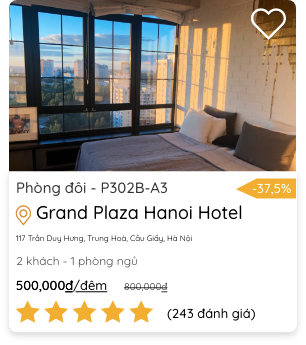 Phòng đôi - P302B-A3
-37,5%
Grand Plaza Hanoi Hotel
117 Trần Duy Hưng, Trung Hoà, Cầu Giấy, Hà Nội
2 khách - 1 phòng ngủ
500,000đ/đêm 800,000đ
(243 đánh giá)